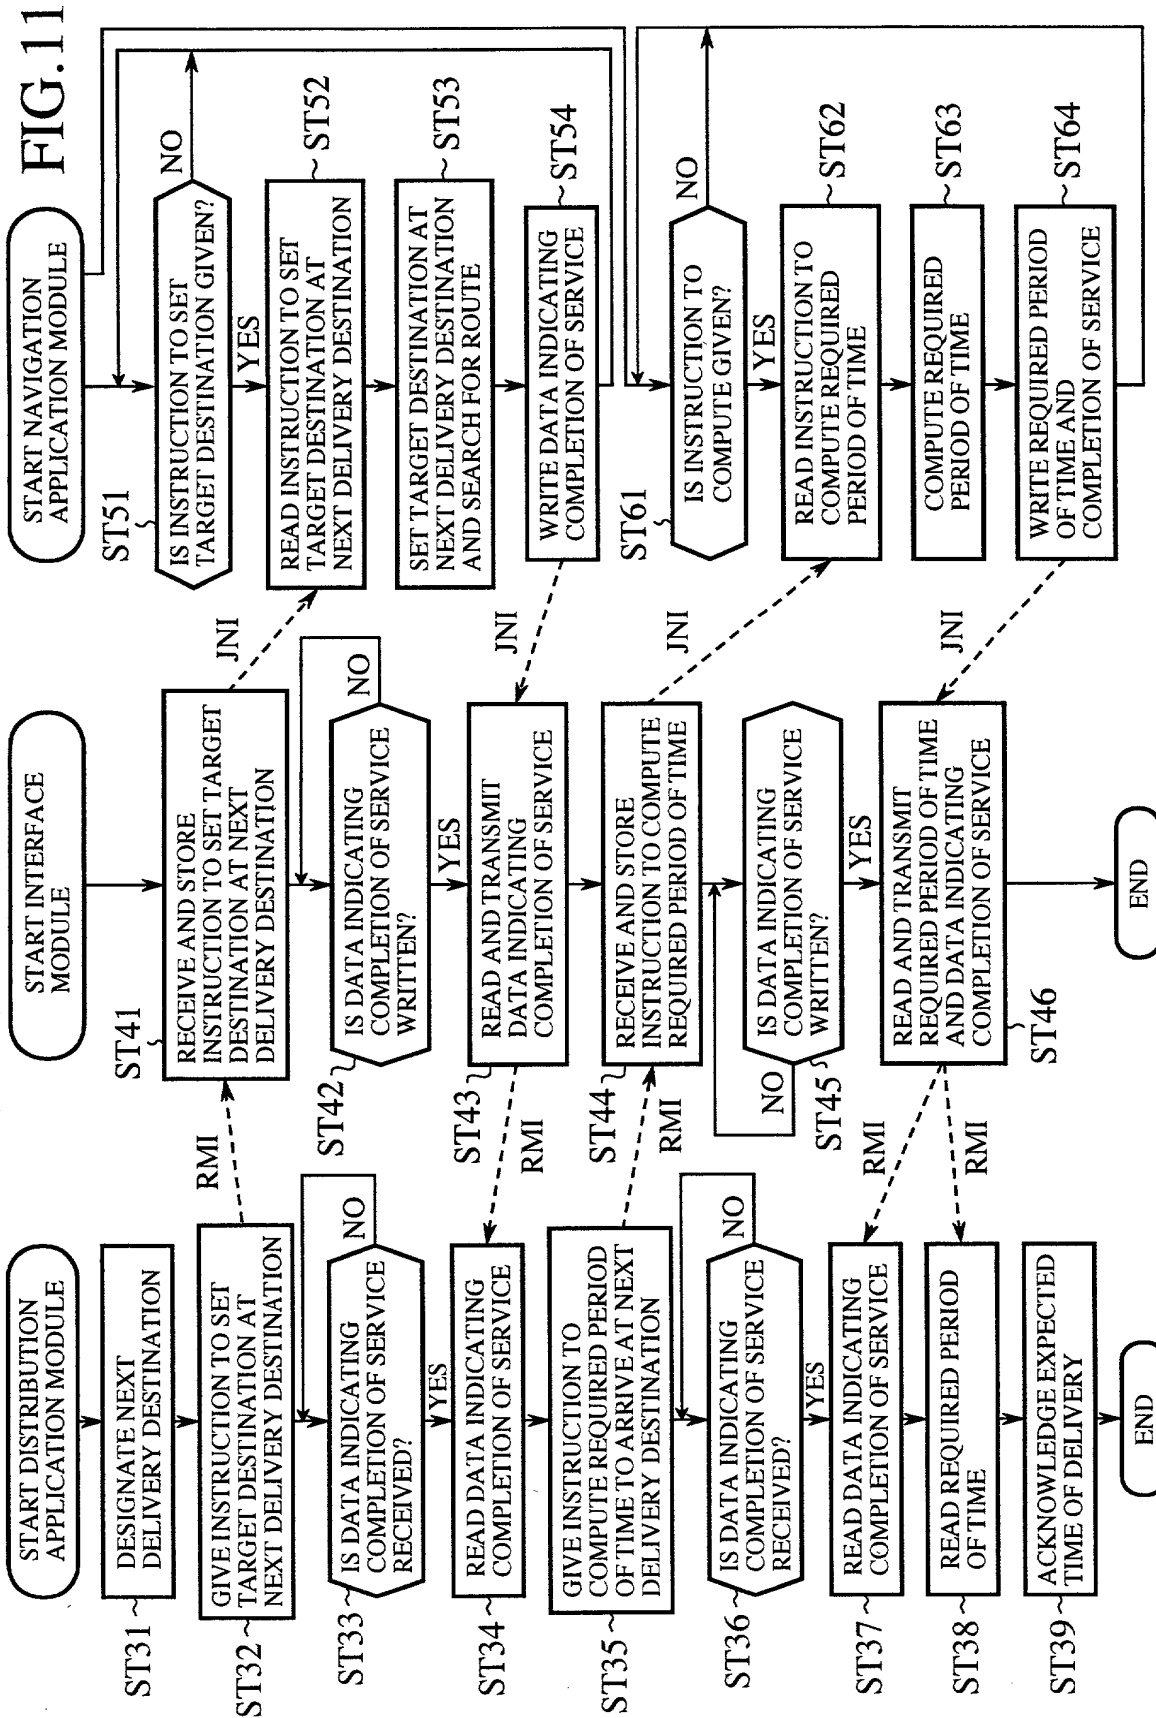 FIG.11
START DISTRIBUTION
APPLICATION MODULE
ST31
DESIGNATE NEXT
DELIVERY DESTINATION
ST32
GIVE INSTRUCTION TO SET
TARGET DESTINATION AT
NEXT DELIVERY DESTINATION
RMI
ST33
IS DATA INDICATING
COMPLETION OF SERVICE
RECEIVED?
NO
YES
ST34
READ DATA INDICATING
COMPLETION OF SERVICE
ST35
GIVE INSTRUCTION TO
COMPUTE REQUIRED PERIOD
OF TIME TO ARRIVE AT NEXT
DELIVERY DESTINATION
ST36
IS DATA INDICATING
COMPLETION OF SERVICE
RECEIVED?
NO
YES
ST37
READ DATA INDICATING
COMPLETION OF SERVICE
ST38
READ REQUIRED PERIOD
OF TIME
ST39
ACKNOWLEDGE EXPECTED
TIME OF DELIVERY
END
START INTERFACE
MODULE
ST41
RECEIVE AND STORE
INSTRUCTION TO SET TARGET
DESTINATION AT NEXT
DELIVERY DESTINATION
JNI
ST42
IS DATA INDICATING
COMPLETION OF SERVICE
WRITTEN?
NO
YES
ST43
READ AND TRANSMIT
DATA INDICATING
COMPLETION OF SERVICE
RMI
JNI
ST44
RECEIVE AND STORE
INSTRUCTION TO COMPUTE
REQUIRED PERIOD OF TIME
RMI
JNI
ST45
IS DATA INDICATING
COMPLETION OF SERVICE
WRITTEN?
NO
YES
ST46
READ AND TRANSMIT
REQUIRED PERIOD OF TIME
AND DATA INDICATING
COMPLETION OF SERVICE
RMI
RMI
JNI
END
START NAVIGATION
APPLICATION MODULE
ST51
IS INSTRUCTION TO SET
TARGET DESTINATION GIVEN?
NO
YES
ST52
READ INSTRUCTION TO SET
TARGET DESTINATION AT
NEXT DELIVERY DESTINATION
ST53
SET TARGET DESTINATION AT
NEXT DELIVERY DESTINATION
AND SEARCH FOR ROUTE
ST54
WRITE DATA INDICATING
COMPLETION OF SERVICE
ST61
IS INSTRUCTION TO
COMPUTE GIVEN?
NO
YES
ST62
READ INSTRUCTION TO
COMPUTE REQUIRED
PERIOD OF TIME
ST63
COMPUTE REQUIRED
PERIOD OF TIME
ST64
WRITE REQUIRED PERIOD
OF TIME AND
COMPLETION OF SERVICE